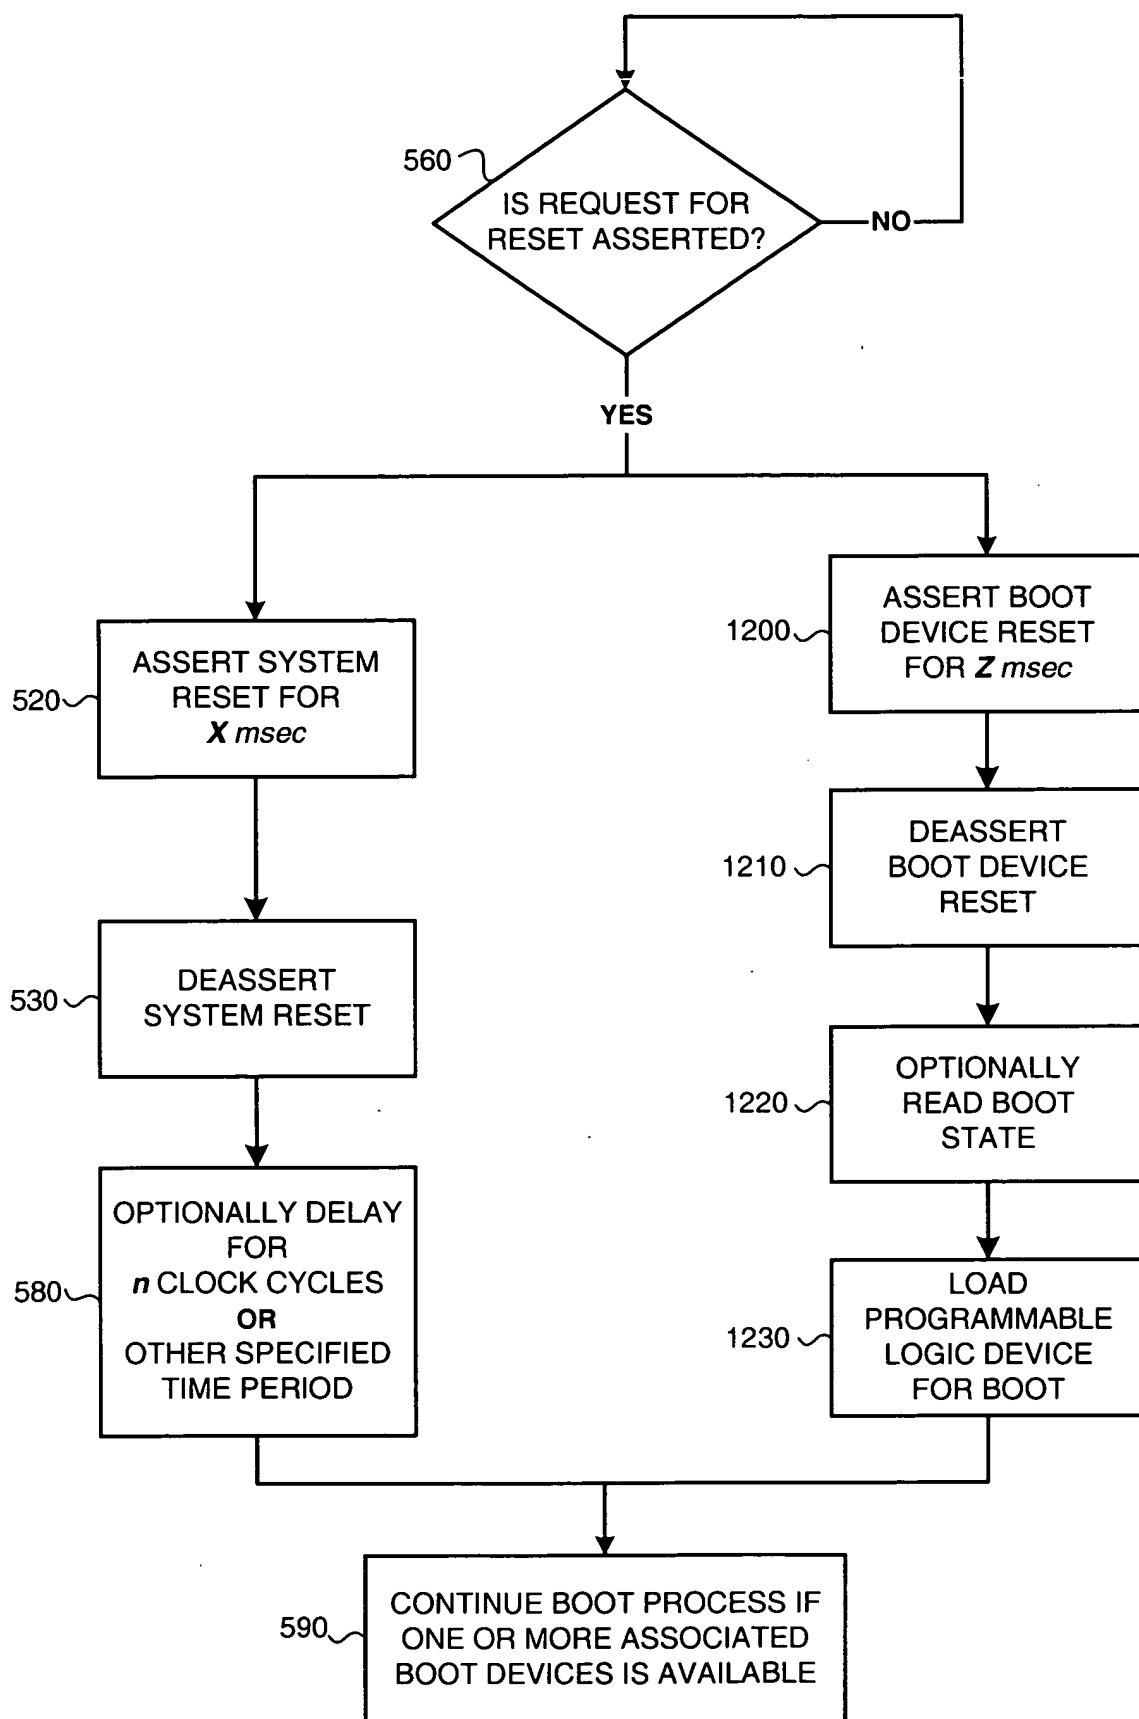 560
IS REQUEST FOR
RESET ASSERTED?
NO
YES
520
ASSERT SYSTEM
RESET FOR
X msec
1200
ASSERT BOOT
DEVICE RESET
FOR Z msec
530
DEASSERT
SYSTEM RESET
1210
DEASSERT
BOOT DEVICE
RESET
580
OPTIONALLY DELAY
FOR
n CLOCK CYCLES
OR
OTHER SPECIFIED
TIME PERIOD
1220
OPTIONALLY
READ BOOT
STATE
1230
LOAD
PROGRAMMABLE
LOGIC DEVICE
FOR BOOT
590
CONTINUE BOOT PROCESS IF
ONE OR MORE ASSOCIATED
BOOT DEVICES IS AVAILABLE